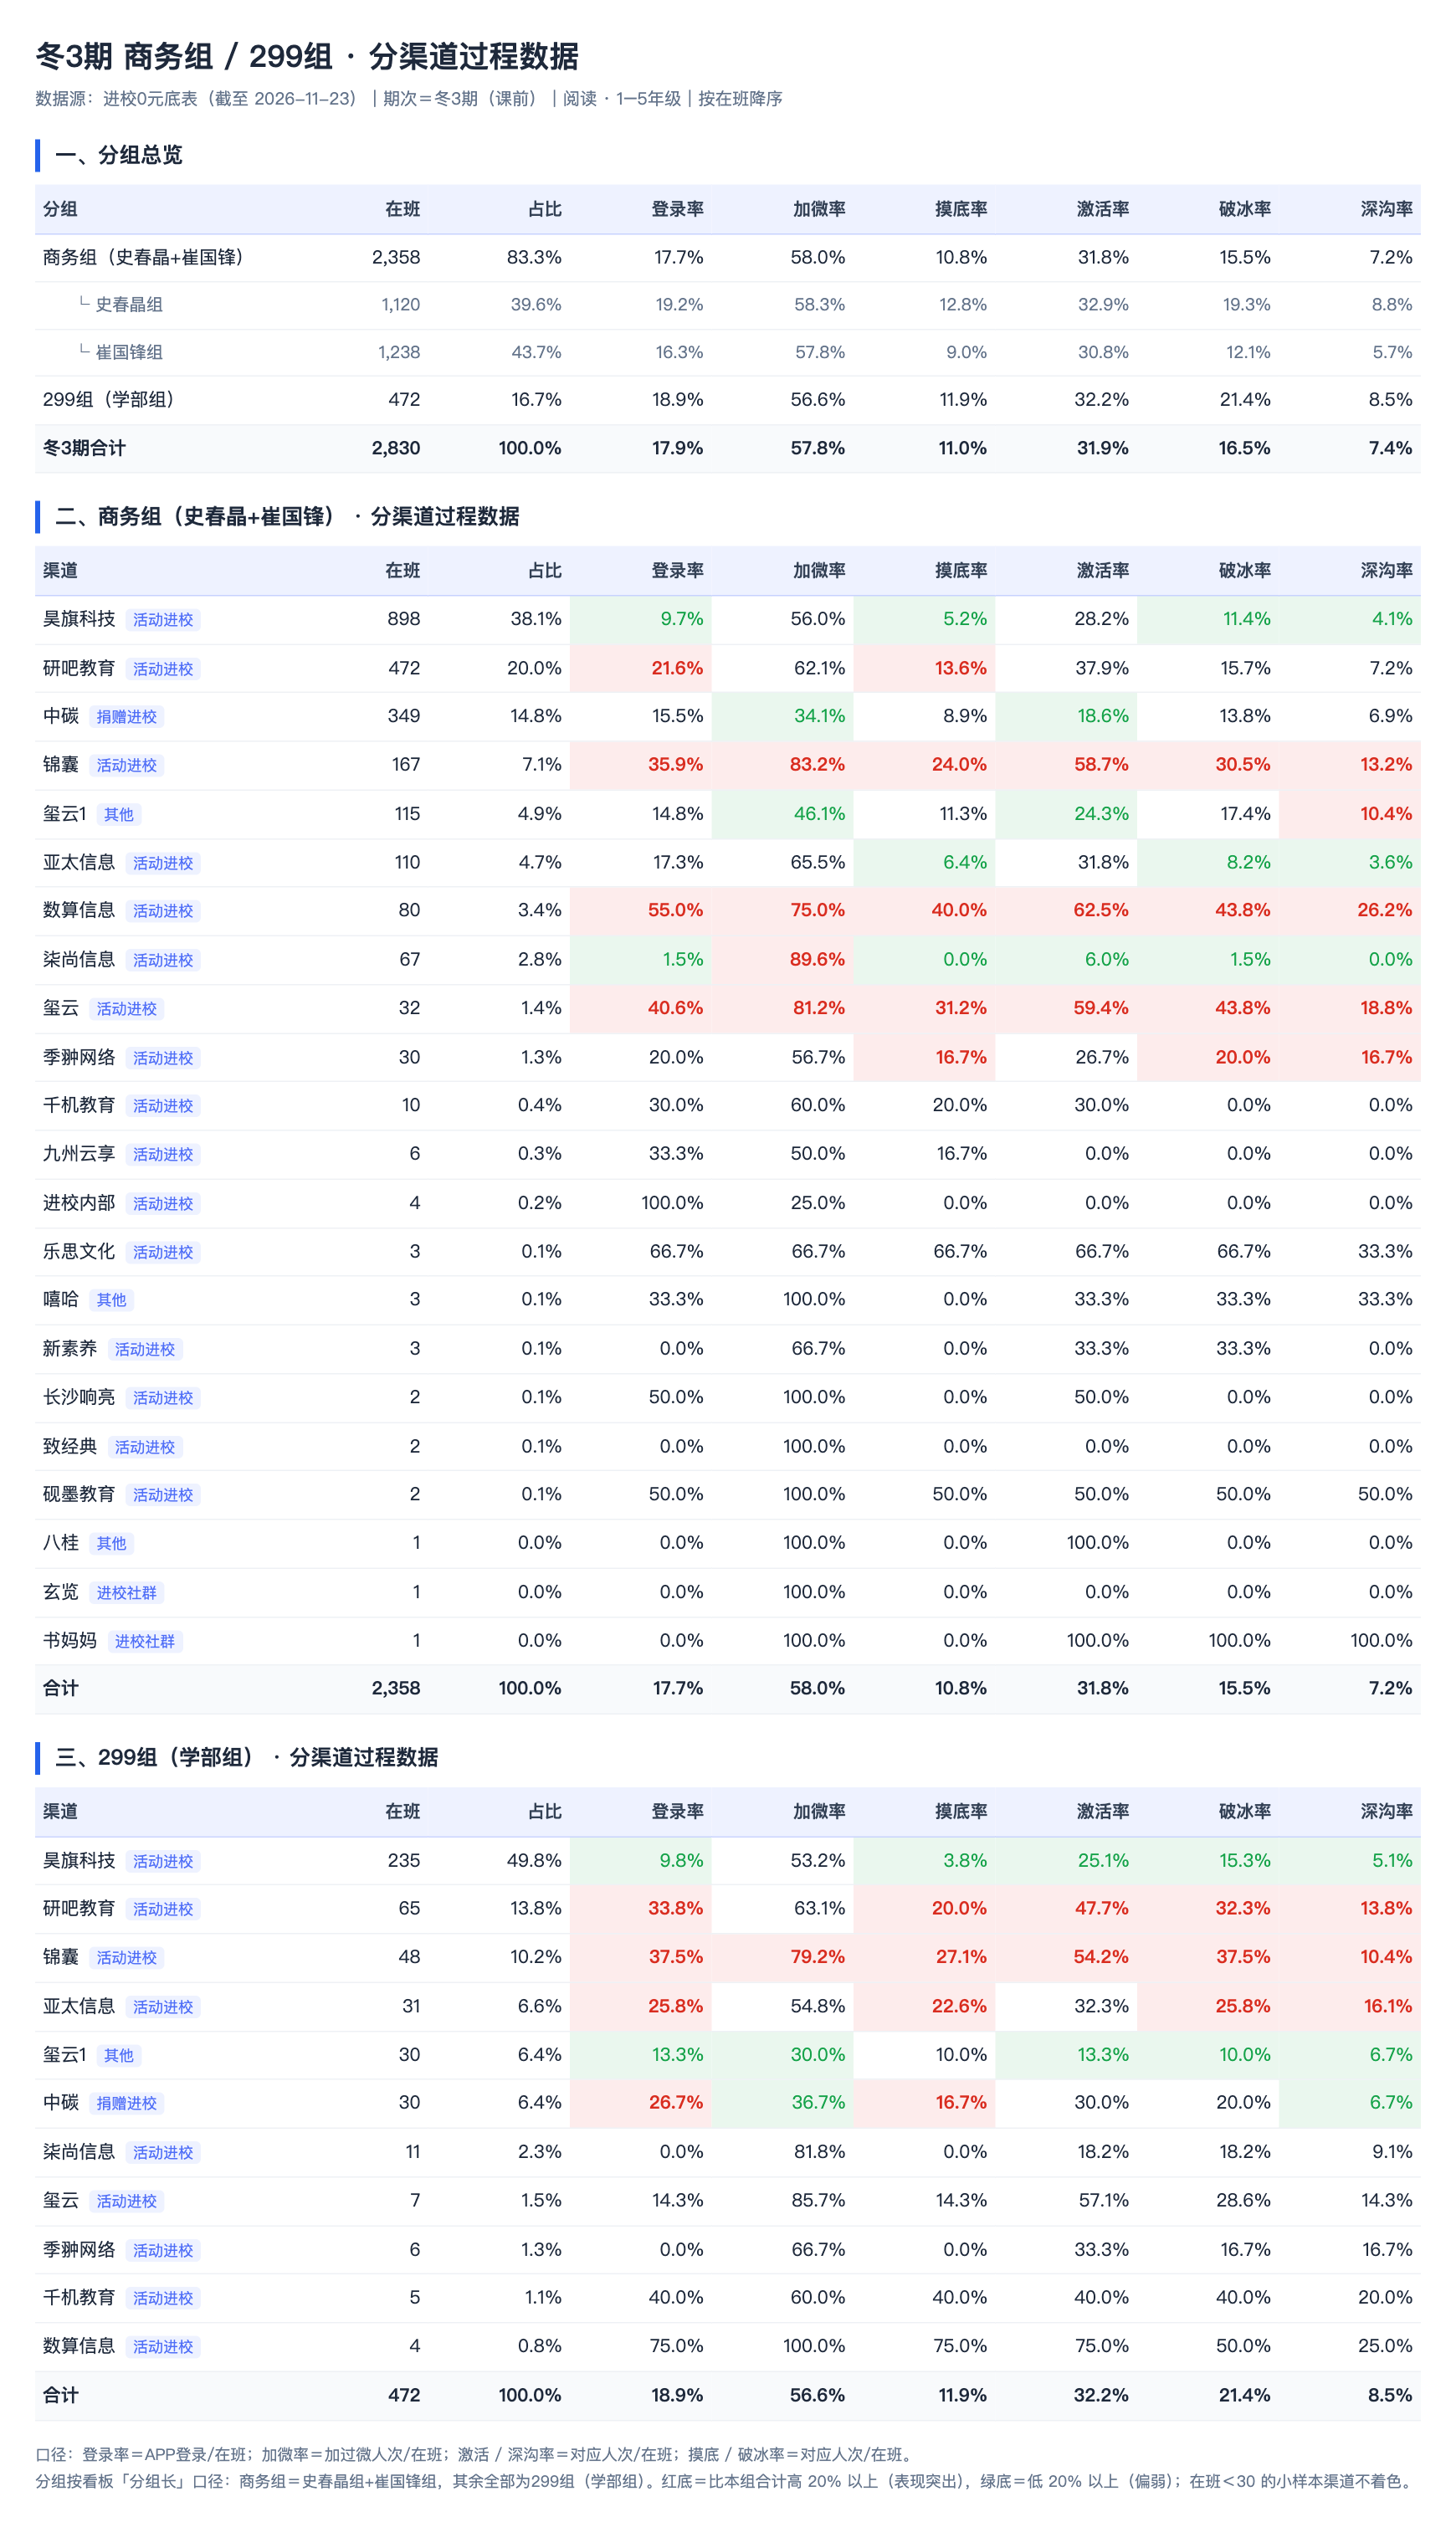 冬3期 商务组 / 299组 · 分渠道过程数据
数据源：进校0元底表（截至 2026-11-23）｜期次＝冬3期（课前）｜阅读 · 1—5年级｜按在班降序
一、分组总览
分组 在班 占比 登录率 加微率 摸底率 激活率 破冰率 深沟率
商务组（史春晶+崔国锋） 2,358 83.3% 17.7% 58.0% 10.8% 31.8% 15.5% 7.2%
└ 史春晶组 1,120 39.6% 19.2% 58.3% 12.8% 32.9% 19.3% 8.8%
└ 崔国锋组 1,238 43.7% 16.3% 57.8% 9.0% 30.8% 12.1% 5.7%
299组（学部组） 472 16.7% 18.9% 56.6% 11.9% 32.2% 21.4% 8.5%
冬3期合计 2,830 100.0% 17.9% 57.8% 11.0% 31.9% 16.5% 7.4%
二、商务组（史春晶+崔国锋） · 分渠道过程数据
渠道 在班 占比 登录率 加微率 摸底率 激活率 破冰率 深沟率
昊旗科技 活动进校 898 38.1% 9.7% 56.0% 5.2% 28.2% 11.4% 4.1%
研吧教育 活动进校 472 20.0% 21.6% 62.1% 13.6% 37.9% 15.7% 7.2%
中碳 捐赠进校 349 14.8% 15.5% 34.1% 8.9% 18.6% 13.8% 6.9%
锦囊 活动进校 167 7.1% 35.9% 83.2% 24.0% 58.7% 30.5% 13.2%
玺云1 其他 115 4.9% 14.8% 46.1% 11.3% 24.3% 17.4% 10.4%
亚太信息 活动进校 110 4.7% 17.3% 65.5% 6.4% 31.8% 8.2% 3.6%
数算信息 活动进校 80 3.4% 55.0% 75.0% 40.0% 62.5% 43.8% 26.2%
柒尚信息 活动进校 67 2.8% 1.5% 89.6% 0.0% 6.0% 1.5% 0.0%
玺云 活动进校 32 1.4% 40.6% 81.2% 31.2% 59.4% 43.8% 18.8%
季翀网络 活动进校 30 1.3% 20.0% 56.7% 16.7% 26.7% 20.0% 16.7%
千机教育 活动进校 10 0.4% 30.0% 60.0% 20.0% 30.0% 0.0% 0.0%
九州云享 活动进校 6 0.3% 33.3% 50.0% 16.7% 0.0% 0.0% 0.0%
进校内部 活动进校 4 0.2% 100.0% 25.0% 0.0% 0.0% 0.0% 0.0%
乐思文化 活动进校 3 0.1% 66.7% 66.7% 66.7% 66.7% 66.7% 33.3%
嘻哈 其他 3 0.1% 33.3% 100.0% 0.0% 33.3% 33.3% 33.3%
新素养 活动进校 3 0.1% 0.0% 66.7% 0.0% 33.3% 33.3% 0.0%
长沙响亮 活动进校 2 0.1% 50.0% 100.0% 0.0% 50.0% 0.0% 0.0%
致经典 活动进校 2 0.1% 0.0% 100.0% 0.0% 0.0% 0.0% 0.0%
砚墨教育 活动进校 2 0.1% 50.0% 100.0% 50.0% 50.0% 50.0% 50.0%
八桂 其他 1 0.0% 0.0% 100.0% 0.0% 100.0% 0.0% 0.0%
玄览 进校社群 1 0.0% 0.0% 100.0% 0.0% 0.0% 0.0% 0.0%
书妈妈 进校社群 1 0.0% 0.0% 100.0% 0.0% 100.0% 100.0% 100.0%
合计 2,358 100.0% 17.7% 58.0% 10.8% 31.8% 15.5% 7.2%
三、299组（学部组） · 分渠道过程数据
渠道 在班 占比 登录率 加微率 摸底率 激活率 破冰率 深沟率
昊旗科技 活动进校 235 49.8% 9.8% 53.2% 3.8% 25.1% 15.3% 5.1%
研吧教育 活动进校 65 13.8% 33.8% 63.1% 20.0% 47.7% 32.3% 13.8%
锦囊 活动进校 48 10.2% 37.5% 79.2% 27.1% 54.2% 37.5% 10.4%
亚太信息 活动进校 31 6.6% 25.8% 54.8% 22.6% 32.3% 25.8% 16.1%
玺云1 其他 30 6.4% 13.3% 30.0% 10.0% 13.3% 10.0% 6.7%
中碳 捐赠进校 30 6.4% 26.7% 36.7% 16.7% 30.0% 20.0% 6.7%
柒尚信息 活动进校 11 2.3% 0.0% 81.8% 0.0% 18.2% 18.2% 9.1%
玺云 活动进校 7 1.5% 14.3% 85.7% 14.3% 57.1% 28.6% 14.3%
季翀网络 活动进校 6 1.3% 0.0% 66.7% 0.0% 33.3% 16.7% 16.7%
千机教育 活动进校 5 1.1% 40.0% 60.0% 40.0% 40.0% 40.0% 20.0%
数算信息 活动进校 4 0.8% 75.0% 100.0% 75.0% 75.0% 50.0% 25.0%
合计 472 100.0% 18.9% 56.6% 11.9% 32.2% 21.4% 8.5%
口径：登录率＝APP登录/在班；加微率＝加过微人次/在班；激活 / 深沟率＝对应人次/在班；摸底 / 破冰率＝对应人次/在班。
分组按看板「分组长」口径：商务组＝史春晶组+崔国锋组，其余全部为299组（学部组）。红底＝比本组合计高 20% 以上（表现突出），绿底＝低 20% 以上（偏弱）；在班＜30 的小样本渠道不着色。